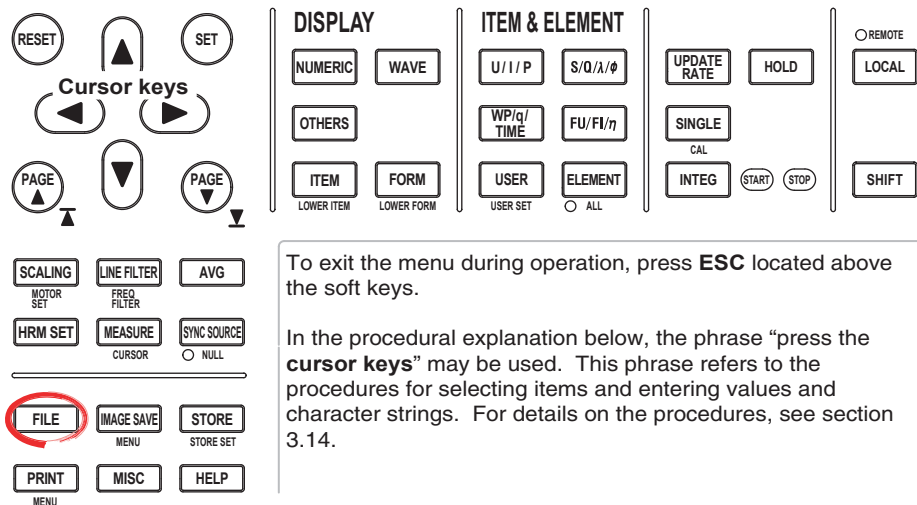 DISPLAY
ITEM & ELEMENT
RESET
SET
REMOTE
NUMERIC
WAVE
U / I / P
S/Q/λ/ϕ
UPDATE
RATE
HOLD
LOCAL
Cursor keys
OTHERS
WP/q/
TIME
FU/FI/η
SINGLE
CAL
PAGE
PAGE
ITEM
FORM
USER
ELEMENT
INTEG
START
STOP
SHIFT
LOWER ITEM
LOWER FORM
USER SET
ALL
SCALING
LINE FILTER
AVG
MOTOR
SET
FREQ
FILTER
HRM SET
MEASURE
SYNC SOURCE
CURSOR
NULL
FILE
IMAGE SAVE
STORE
MENU
STORE SET
PRINT
MISC
HELP
MENU
To exit the menu during operation, press ESC located above
the soft keys.
In the procedural explanation below, the phrase “press the
cursor keys” may be used. This phrase refers to the
procedures for selecting items and entering values and
character strings. For details on the procedures, see section
3.14.